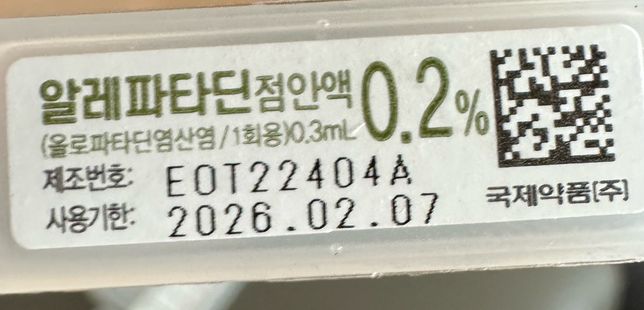 알레파타딘점안액 0.2%
(올로파타딘염산염/1회용)0.3mL
제조번호: EOT22404A
사용기한: 2026.02.07
국제약품(주)